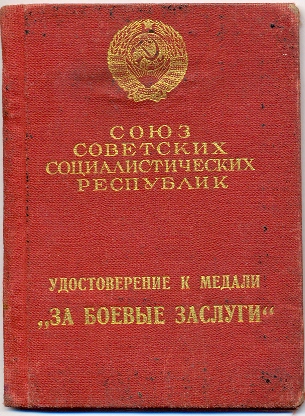 СОЮЗ
СОВЕТСКИХ
СОЦИАЛИСТИЧЕСКИХ
РЕСПУБЛИК
УДОСТОВЕРЕНИЕ К МЕДАЛИ
„ЗА БОЕВЫЕ ЗАСЛУГИ“